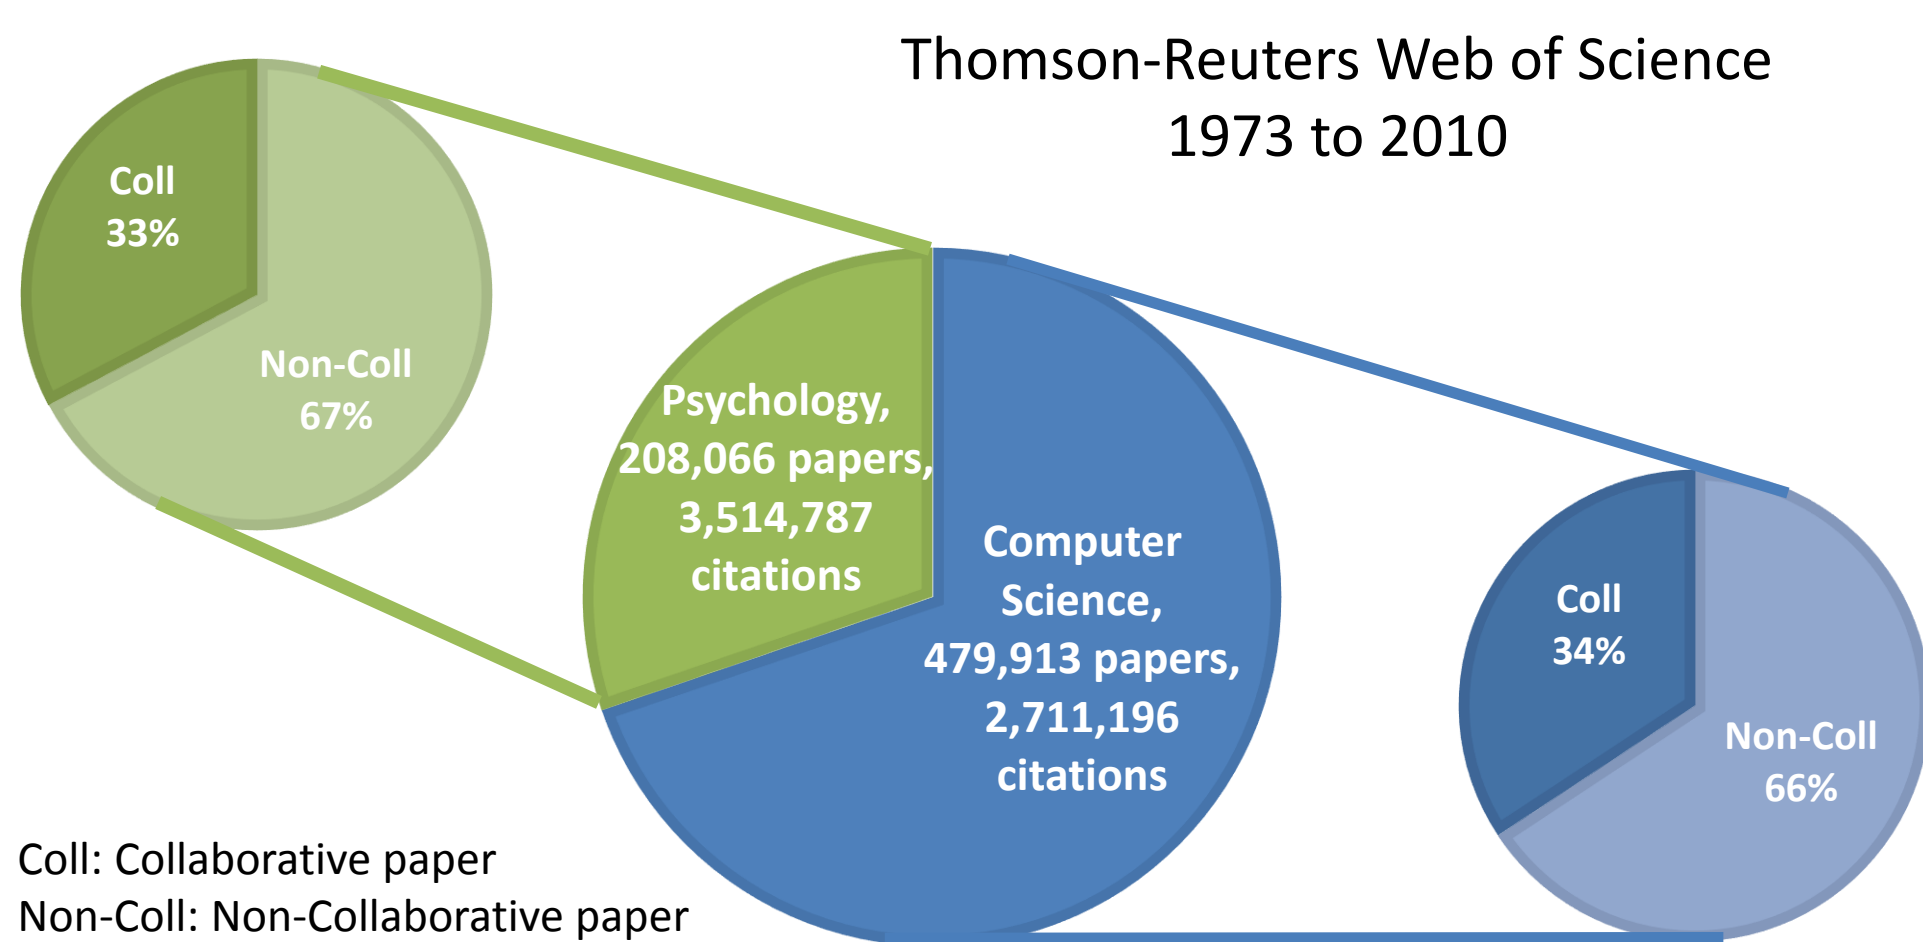 Thomson-Reuters Web of Science
1973 to 2010
Coll
33%
Non-Coll
67%
Psychology,
208,066 papers,
3,514,787
citations
Computer
Science,
479,913 papers,
2,711,196
citations
Coll
34%
Non-Coll
66%
Coll: Collaborative paper
Non-Coll: Non-Collaborative paper